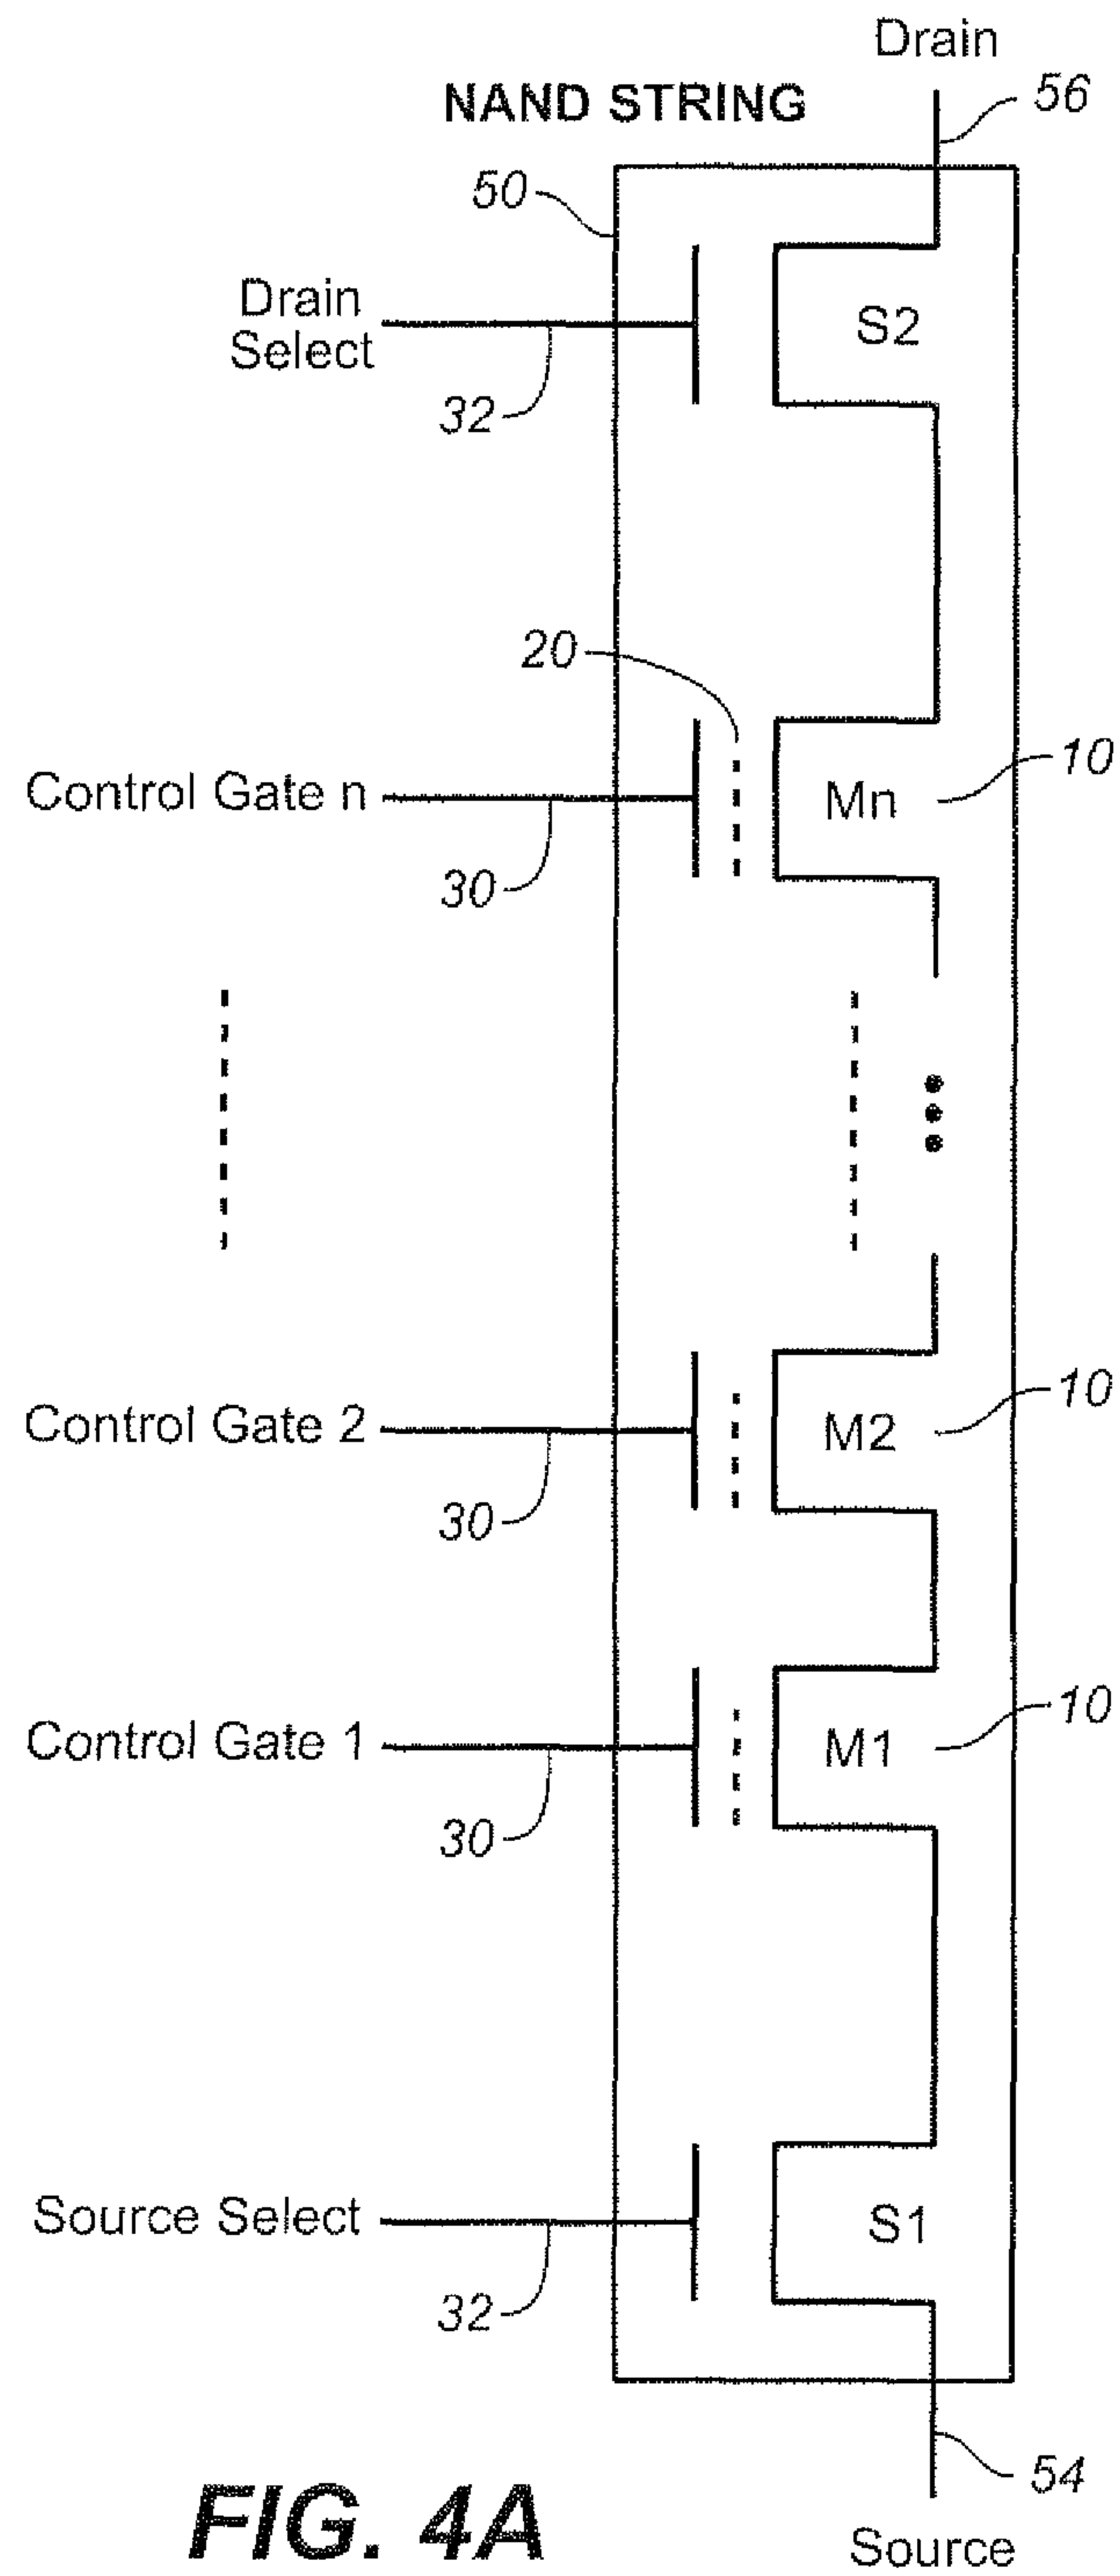 Drain
NAND STRING
56
50
Drain
Select
S2
32
20
Control Gate n
Mn
10
30
Control Gate 2
M2
10
30
Control Gate 1
M1
10
30
Source Select
S1
32
54
FIG. 4A
Source